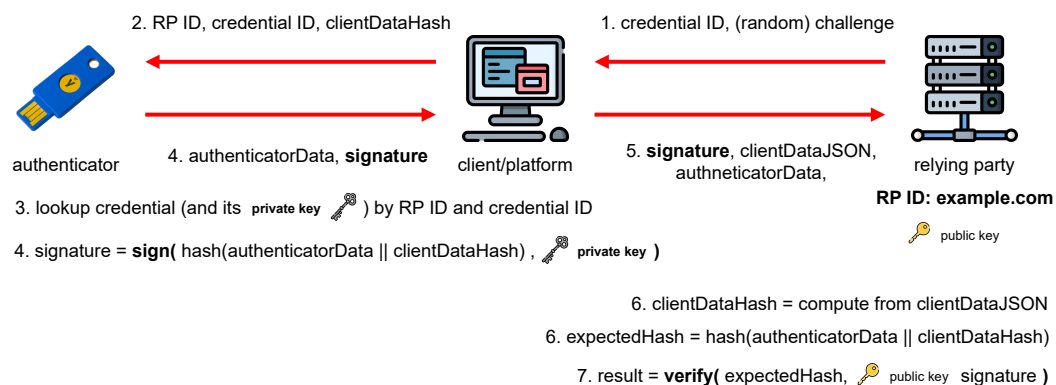 2. RP ID, credential ID, clientDataHash
1. credential ID, (random) challenge
authenticator
4. authenticatorData, signature
client/platform
5. signature, clientDataJSON,
authneticatorData,
relying party
RP ID: example.com
public key
3. lookup credential (and its private key ) by RP ID and credential ID
4. signature = sign( hash(authenticatorData || clientDataHash) , private key )
6. clientDataHash = compute from clientDataJSON
6. expectedHash = hash(authenticatorData || clientDataHash)
7. result = verify( expectedHash, public key signature )